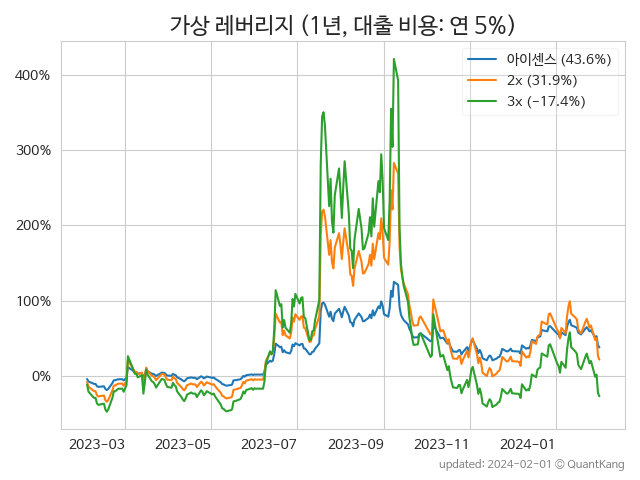 가상 레버리지 (1년, 대출 비용: 연 5%)
아이센스 (43.6%)
2x (31.9%)
3x (-17.4%)
400%
300%
200%
100%
0%
2023-03 2023-05 2023-07 2023-09 2023-11 2024-01
updated: 2024-02-01 © QuantKang